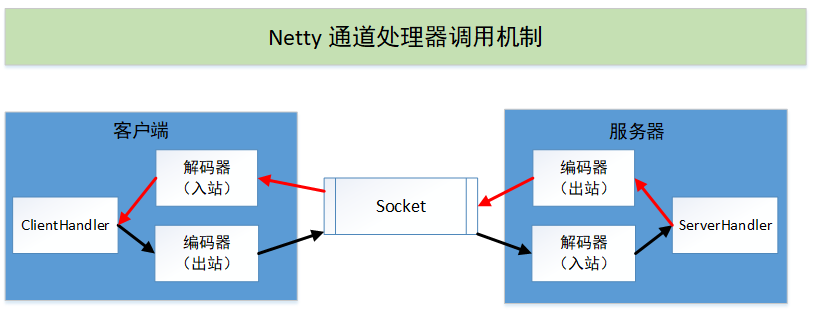 Netty 通道处理器调用机制
客户端
解码器
（入站）
ClientHandler
编码器
（出站）
Socket
服务器
编码器
（出站）
解码器
（入站）
ServerHandler